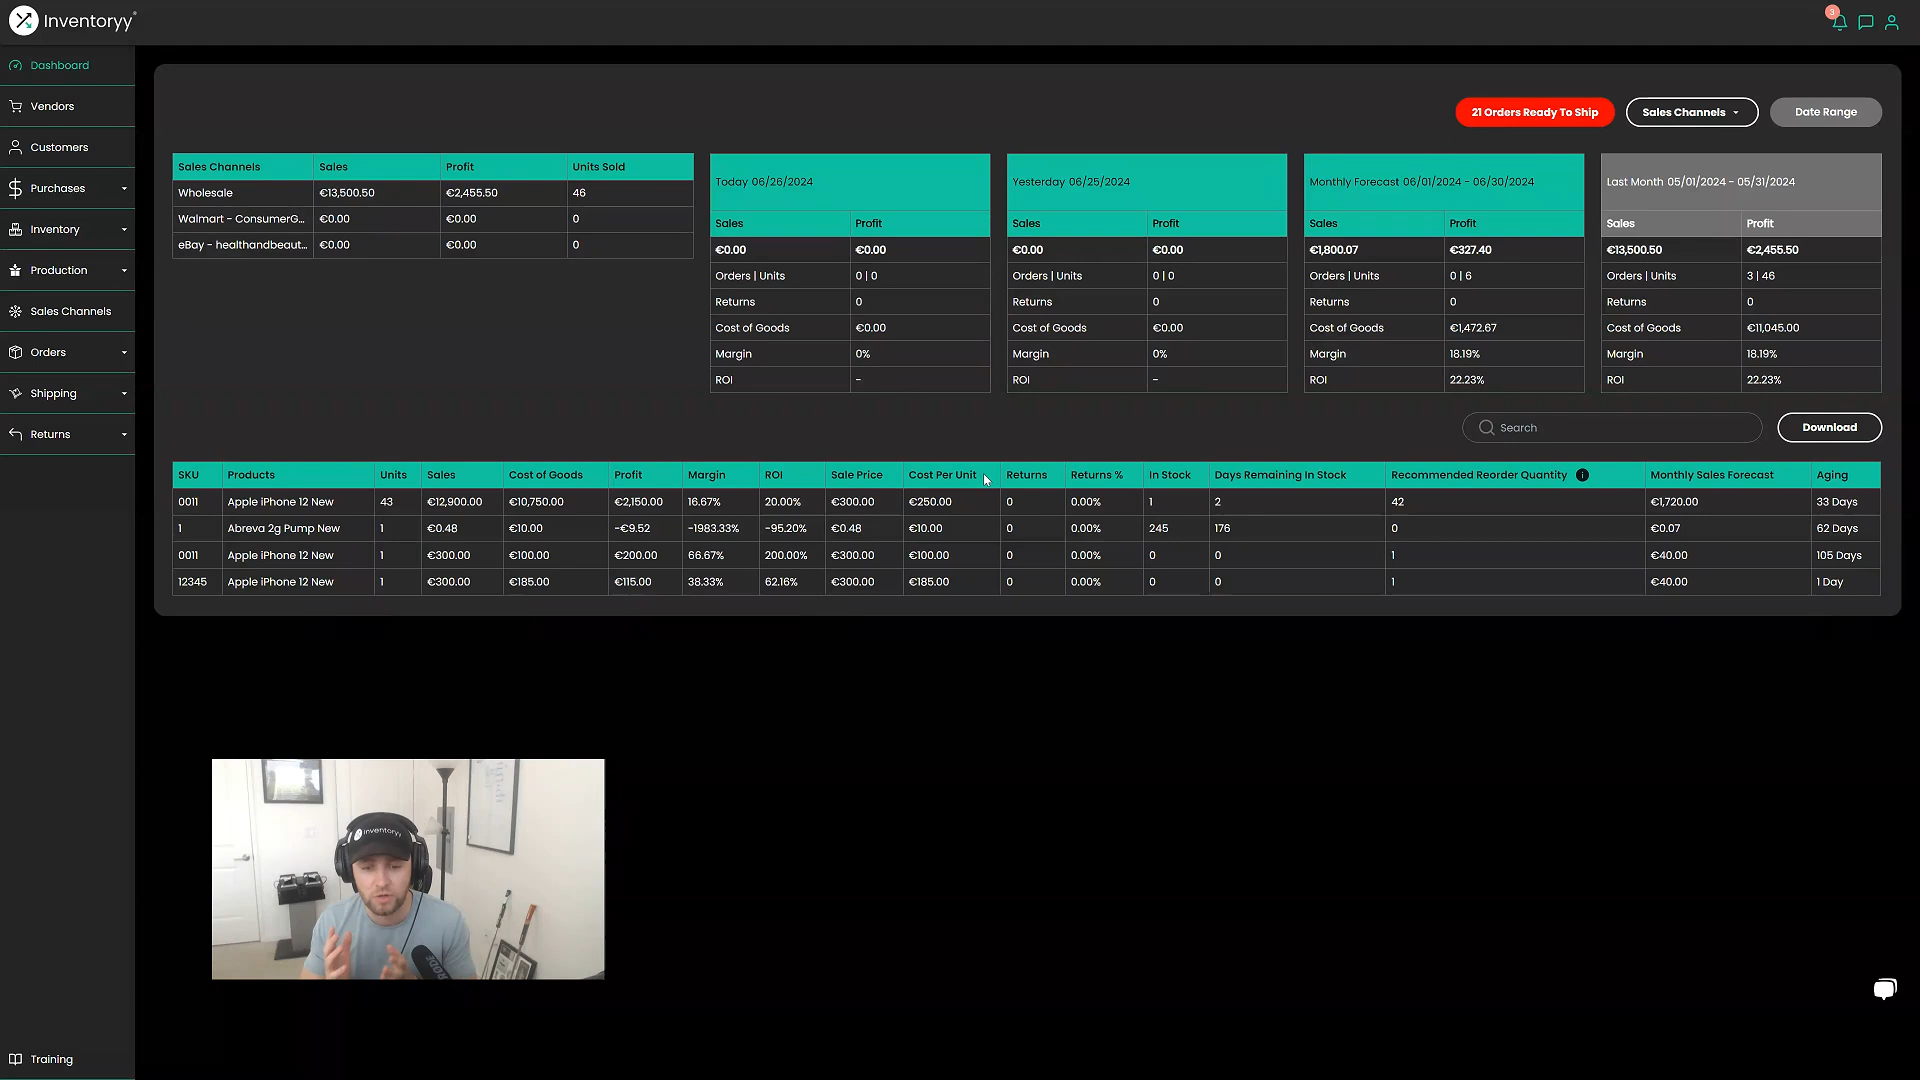 Inventoryy
3
Dashboard
Vendors
Customers
Purchases
Inventory
Production
Sales Channels
Orders
Shipping
Returns
Training
21 Orders Ready To Ship
Sales Channels
Date Range
Sales Channels Sales Profit Units Sold
Wholesale €13,500.50 €2,455.50 46
Walmart - ConsumerG... €0.00 €0.00 0
eBay - healthandbeaut... €0.00 €0.00 0
Today 06/26/2024
Sales Profit
€0.00 €0.00
Orders | Units 0 | 0
Returns 0
Cost of Goods €0.00
Margin 0%
ROI -
Yesterday 06/25/2024
Sales Profit
€0.00 €0.00
Orders | Units 0 | 0
Returns 0
Cost of Goods €0.00
Margin 0%
ROI -
Monthly Forecast 06/01/2024 - 06/30/2024
Sales Profit
€1,800.07 €327.40
Orders | Units 0 | 6
Returns 0
Cost of Goods €1,472.67
Margin 18.19%
ROI 22.23%
Last Month 05/01/2024 - 05/31/2024
Sales Profit
€13,500.50 €2,455.50
Orders | Units 3 | 46
Returns 0
Cost of Goods €11,045.00
Margin 18.19%
ROI 22.23%
Search
Download
SKU Products Units Sales Cost of Goods Profit Margin ROI Sale Price Cost Per Unit Returns Returns % In Stock Days Remaining In Stock Recommended Reorder Quantity Monthly Sales Forecast Aging
0011 Apple iPhone 12 New 43 €12,900.00 €10,750.00 €2,150.00 16.67% 20.00% €300.00 €250.00 0 0.00% 1 2 42 €1,720.00 33 Days
1 Abreva 2g Pump New 1 €0.48 €10.00 -€9.52 -1983.33% -95.20% €0.48 €10.00 0 0.00% 245 176 0 €0.07 62 Days
0011 Apple iPhone 12 New 1 €300.00 €100.00 €200.00 66.67% 200.00% €300.00 €100.00 0 0.00% 0 0 1 €40.00 105 Days
12345 Apple iPhone 12 New 1 €300.00 €185.00 €115.00 38.33% 62.16% €300.00 €185.00 0 0.00% 0 0 1 €40.00 1 Day
Inventoryy
RODE